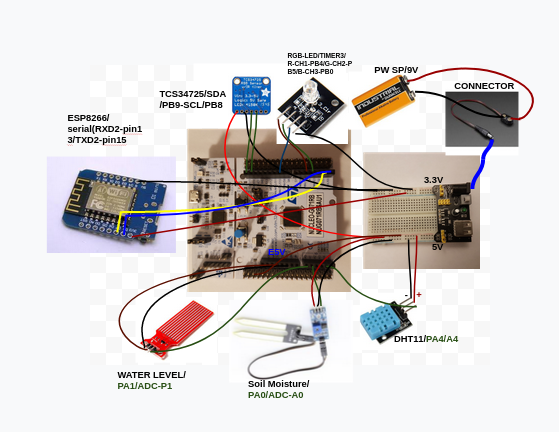 RGB-LED/TIMER3/
R-CH1-PB4/G-CH2-P
B5/B-CH3-PB0
PW SP/9V
CONNECTOR
TCS34725/SDA
/PB9-SCL/PB8
ESP8266/
serial(RXD2-pin1
3/TXD2-pin15
INDUSTRIAL
3.3V
E5V
5V
- +
DHT11/PA4/A4
WATER LEVEL/
PA1/ADC-P1
Soil Moisture/
PA0/ADC-A0